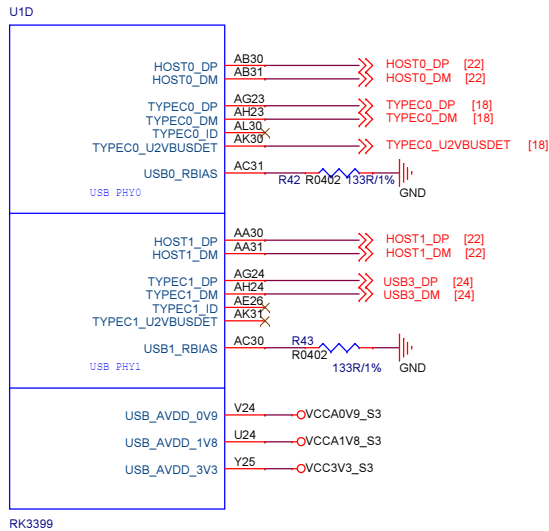 U1D
HOST0_DP AB30 HOST0_DP [22]
HOST0_DM AB31 HOST0_DM [22]
TYPEC0_DP AG23 TYPEC0_DP [18]
TYPEC0_DM AH23 TYPEC0_DM [18]
TYPEC0_ID AL30
TYPEC0_U2VBUSDET AK30 TYPEC0_U2VBUSDET [18]
USB0_RBIAS AC31 R42 R0402 133R/1%
USB PHY0 GND
HOST1_DP AA30 HOST1_DP [22]
HOST1_DM AA31 HOST1_DM [22]
TYPEC1_DP AG24 USB3_DP [24]
TYPEC1_DM AH24 USB3_DM [24]
TYPEC1_ID AE26
TYPEC1_U2VBUSDET AK31
USB1_RBIAS AC30 R43
R0402
USB PHY1 133R/1% GND
USB_AVDD_0V9 V24 VCCA0V9_S3
USB_AVDD_1V8 U24 VCCA1V8_S3
USB_AVDD_3V3 Y25 VCC3V3_S3
RK3399